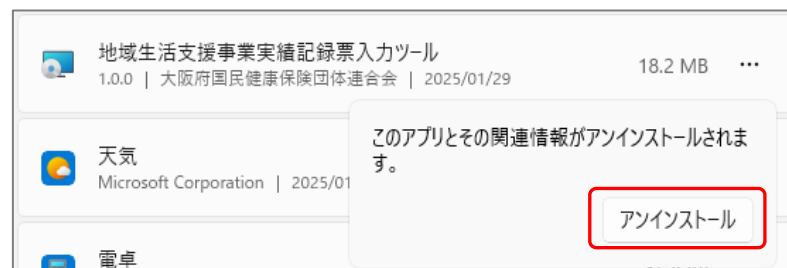 地域生活支援事業実績記録票入力ツール
1.0.0 | 大阪府国民健康保険団体連合会 | 2025/01/29
18.2 MB
このアプリとその関連情報がアンインストールされま
す。
天気
Microsoft Corporation | 2025/01
アンインストール
電卓